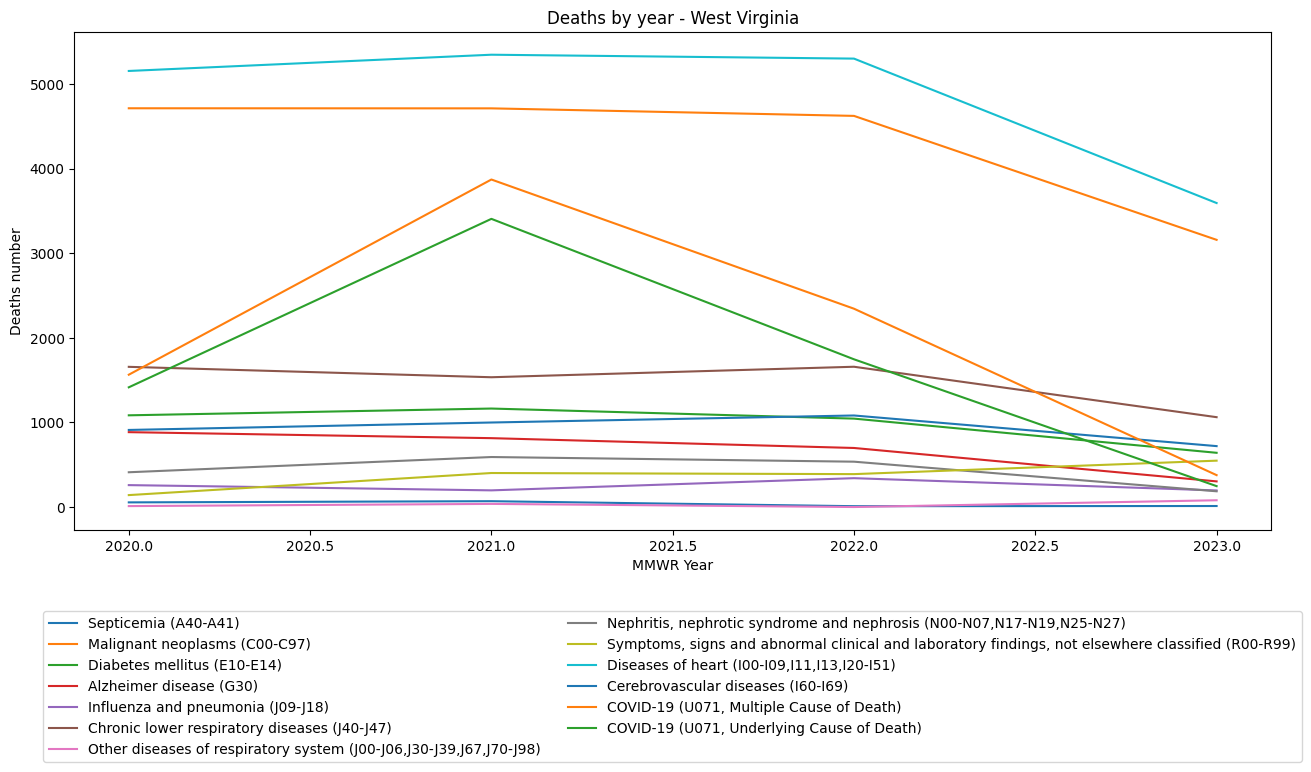 Deaths by year - West Virginia
Deaths number
5000
4000
3000
2000
1000
0
2020.0 2020.5 2021.0 2021.5 2022.0 2022.5 2023.0
MMWR Year
Septicemia (A40-A41)
Malignant neoplasms (C00-C97)
Diabetes mellitus (E10-E14)
Alzheimer disease (G30)
Influenza and pneumonia (J09-J18)
Chronic lower respiratory diseases (J40-J47)
Other diseases of respiratory system (J00-J06,J30-J39,J67,J70-J98)
Nephritis, nephrotic syndrome and nephrosis (N00-N07,N17-N19,N25-N27)
Symptoms, signs and abnormal clinical and laboratory findings, not elsewhere classified (R00-R99)
Diseases of heart (I00-I09,I11,I13,I20-I51)
Cerebrovascular diseases (I60-I69)
COVID-19 (U071, Multiple Cause of Death)
COVID-19 (U071, Underlying Cause of Death)